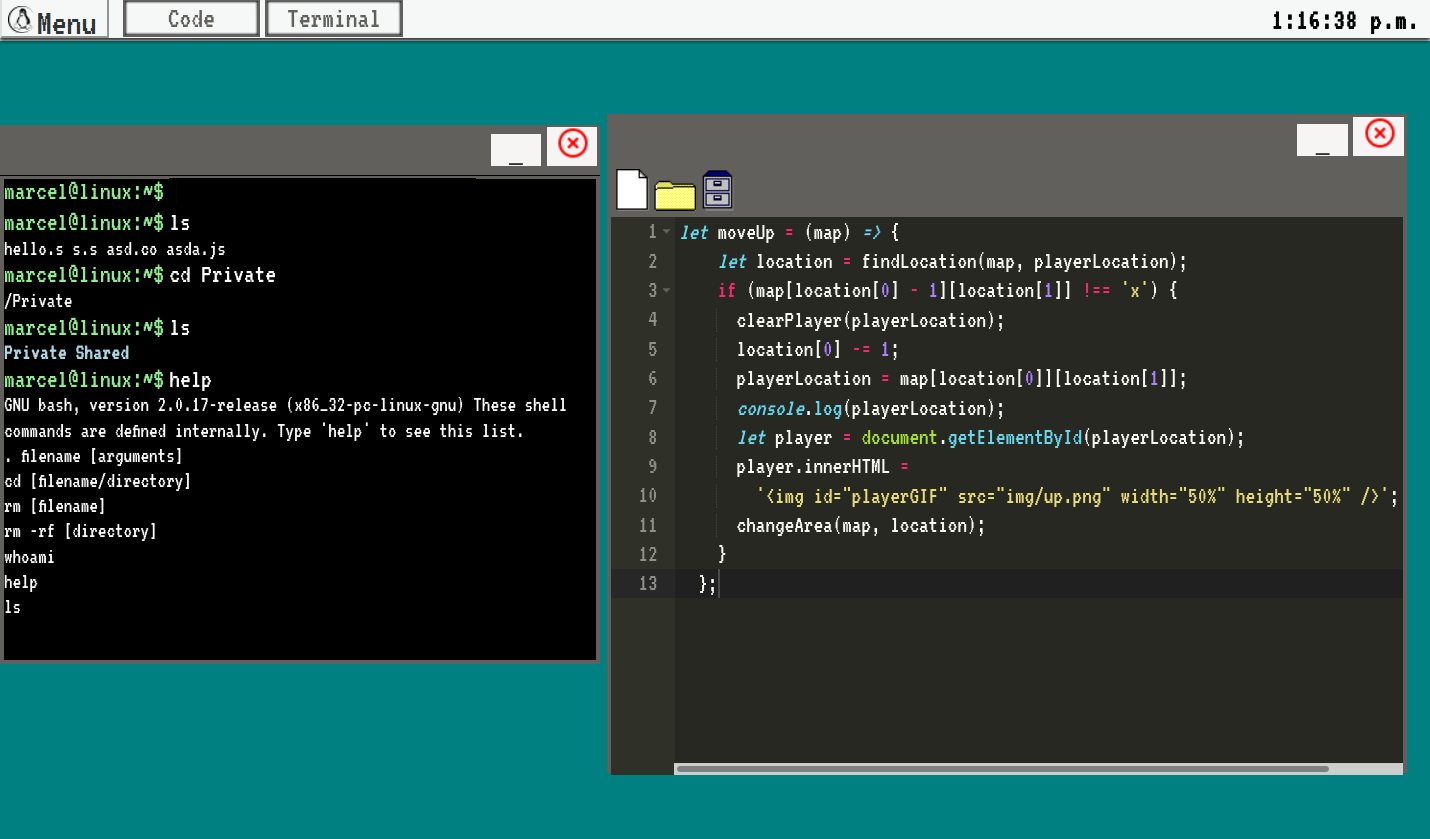 Menu Code Terminal 1:16:38 p.m.
_
marcel@linux:~$
marcel@linux:~$ ls
hello.s s.s asd.co asda.js
marcel@linux:~$ cd Private
/Private
marcel@linux:~$ ls
Private Shared
marcel@linux:~$ help
GNU bash, version 2.0.17-release (x86_32-pc-linux-gnu) These shell
commands are defined internally. Type 'help' to see this list.
. filename [arguments]
cd [filename/directory]
rm [filename]
rm -rf [directory]
whoami
help
ls
_
1 let moveUp = (map) => {
2 let location = findLocation(map, playerLocation);
3 if (map[location[0] - 1][location[1]] !== 'x') {
4 clearPlayer(playerLocation);
5 location[0] -= 1;
6 playerLocation = map[location[0]][location[1]];
7 console.log(playerLocation);
8 let player = document.getElementById(playerLocation);
9 player.innerHTML =
10 '<img id="playerGIF" src="img/up.png" width="50%" height="50%" />';
11 changeArea(map, location);
12 }
13 };